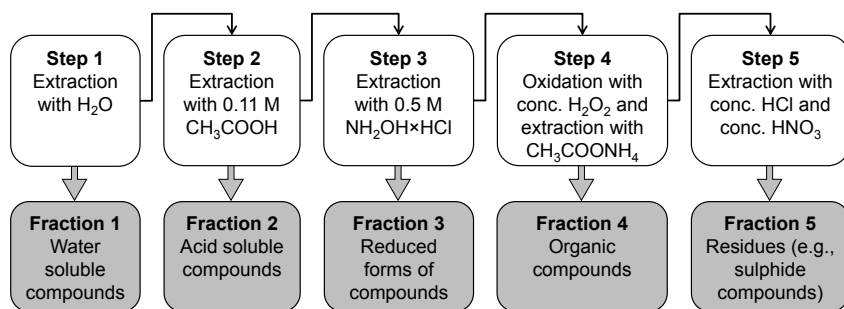 Step 1
Extraction
with H₂O
Step 2
Extraction
with 0.11 M
CH₃COOH
Step 3
Extraction
with 0.5 M
NH₂OH×HCl
Step 4
Oxidation with
conc. H₂O₂ and
extraction with
CH₃COONH₄
Step 5
Extraction with
conc. HCl and
conc. HNO₃
Fraction 1
Water
soluble
compounds
Fraction 2
Acid soluble
compounds
Fraction 3
Reduced
forms of
compounds
Fraction 4
Organic
compounds
Fraction 5
Residues (e.g.,
sulphide
compounds)